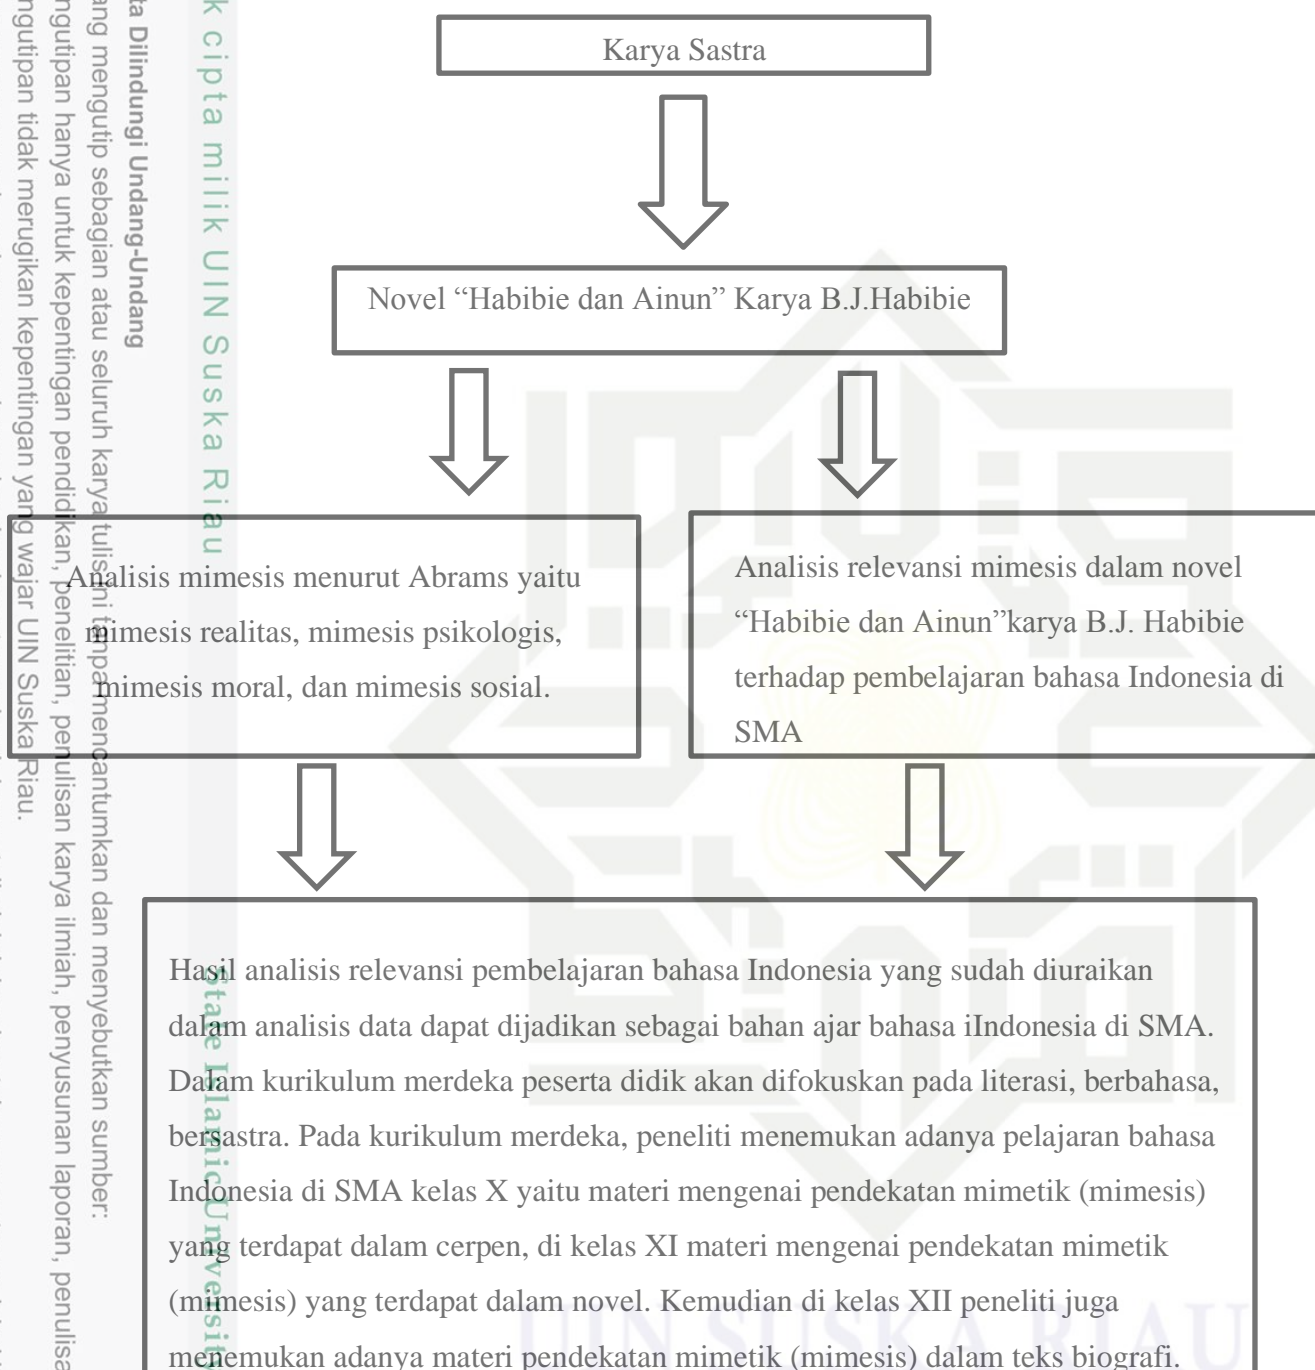 Karya Sastra
Novel “Habibie dan Ainun” Karya B.J.Habibie
Analisis mimesis menurut Abrams yaitu
mimesis realitas, mimesis psikologis,
mimesis moral, dan mimesis sosial.
Analisis relevansi mimesis dalam novel
“Habibie dan Ainun”karya B.J. Habibie
terhadap pembelajaran bahasa Indonesia di
SMA
Hasil analisis relevansi pembelajaran bahasa Indonesia yang sudah diuraikan
dalam analisis data dapat dijadikan sebagai bahan ajar bahasa iIndonesia di SMA.
Dalam kurikulum merdeka peserta didik akan difokuskan pada literasi, berbahasa,
bersastra. Pada kurikulum merdeka, peneliti menemukan adanya pelajaran bahasa
Indonesia di SMA kelas X yaitu materi mengenai pendekatan mimetik (mimesis)
yang terdapat dalam cerpen, di kelas XI materi mengenai pendekatan mimetik
(mimesis) yang terdapat dalam novel. Kemudian di kelas XII peneliti juga
menemukan adanya materi pendekatan mimetik (mimesis) dalam teks biografi.
k cipta milik UIN Suska Riau
State Islamic University
ta Dilindungi Undang-Undang
ang mengutip sebagian atau seluruh karya tulis ini tanpa mencantumkan dan menyebutkan sumber:
ngutipan hanya untuk kepentingan pendidikan, penelitian, penulisan karya ilmiah, penyusunan laporan, penulisa
ngutipan tidak merugikan kepentingan yang wajar UIN Suska Riau.
UIN SUSKA RIAU